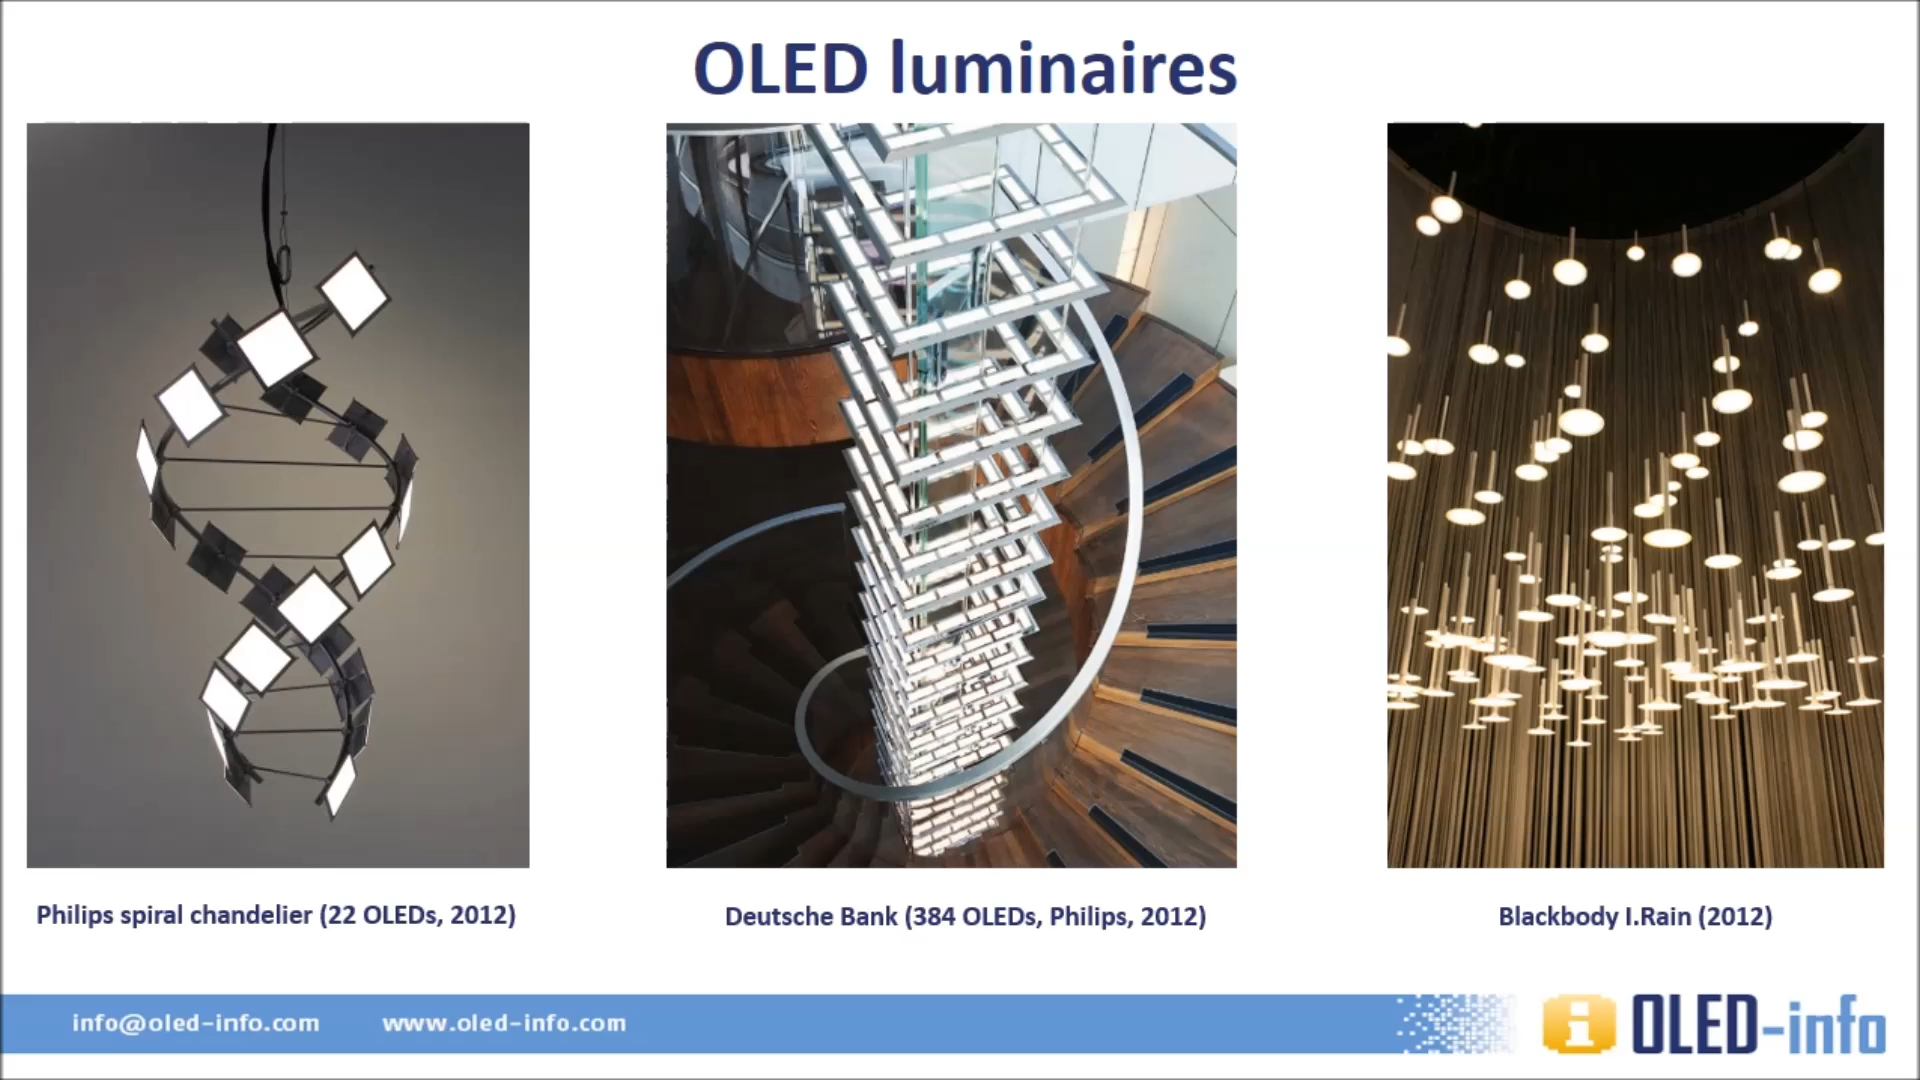 OLED luminaires
Philips spiral chandelier (22 OLEDs, 2012)
Deutsche Bank (384 OLEDs, Philips, 2012)
Blackbody I.Rain (2012)
info@oled-info.com
www.oled-info.com
i OLED-info